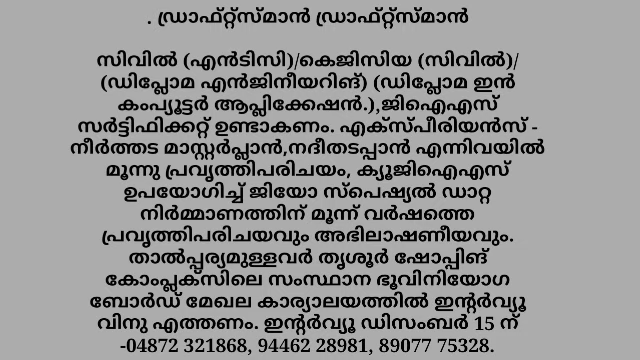 . ഡ്രാഫ്റ്റ്സ്മാൻ ഡ്രാഫ്റ്റ്സ്മാൻ
സിവിൽ (എൻടിസി)/കെജിസിയ (സിവിൽ)/
(ഡിപ്ലോമ എൻജിനീയറിങ്) (ഡിപ്ലോമ ഇൻ
കംപ്യൂട്ടർ ആപ്ലിക്കേഷൻ.),ജിഐഎസ്
സർട്ടിഫിക്കറ്റ് ഉണ്ടാകണം. എക്സ്പീരിയൻസ് -
നീർത്തട മാസ്റ്റർപ്ലാൻ,നദീതടപ്പാൻ എന്നിവയിൽ
മൂന്നു പ്രവൃത്തിപരിചയം, ക്യൂജിഐഎസ്
ഉപയോഗിച്ച് ജിയോ സ്പെഷ്യൽ ഡാറ്റ
നിർമ്മാണത്തിന് മൂന്ന് വർഷത്തെ
പ്രവൃത്തിപരിചയവും അഭിലാഷണീയവും.
താൽപ്പര്യമുള്ളവർ തൃശൂർ ഷോപ്പിങ്
കോംപ്ലക്സിലെ സംസ്ഥാന ഭൂവിനിയോഗ
ബോർഡ് മേഖല കാര്യാലയത്തിൽ ഇന്റർവ്യൂ
വിനു എത്തണം. ഇന്റർവ്യൂ ഡിസംബർ 15 ന്
-04872 321868, 94462 28981, 89077 75328.